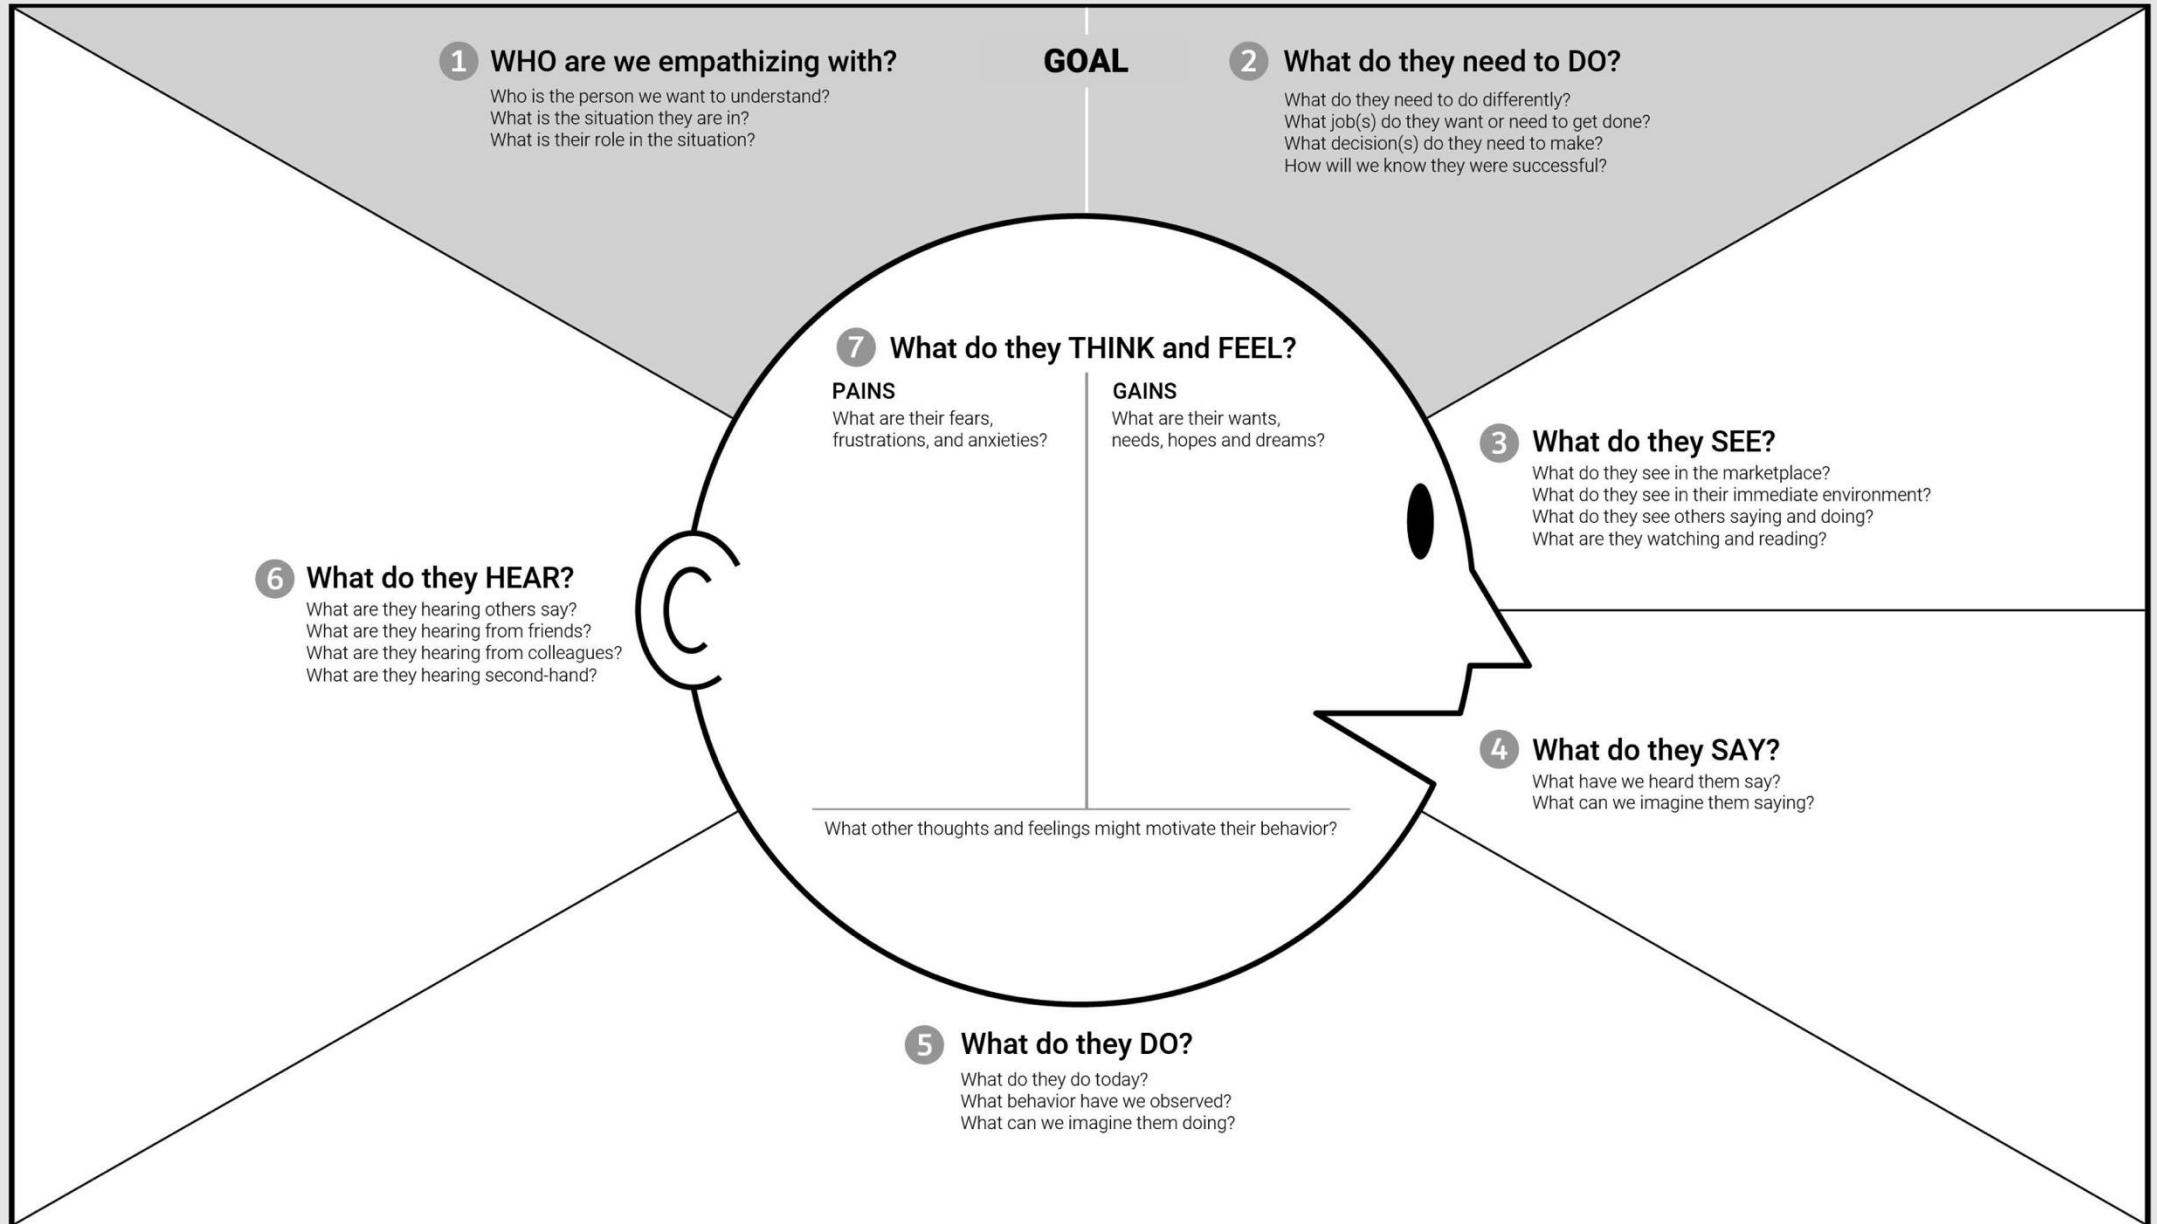 GOAL
1 WHO are we empathizing with?
Who is the person we want to understand?
What is the situation they are in?
What is their role in the situation?
2 What do they need to DO?
What do they need to do differently?
What job(s) do they want or need to get done?
What decision(s) do they need to make?
How will we know they were successful?
3 What do they SEE?
What do they see in the marketplace?
What do they see in their immediate environment?
What do they see others saying and doing?
What are they watching and reading?
4 What do they SAY?
What have we heard them say?
What can we imagine them saying?
5 What do they DO?
What do they do today?
What behavior have we observed?
What can we imagine them doing?
6 What do they HEAR?
What are they hearing others say?
What are they hearing from friends?
What are they hearing from colleagues?
What are they hearing second-hand?
7 What do they THINK and FEEL?
PAINS
What are their fears,
frustrations, and anxieties?
GAINS
What are their wants,
needs, hopes and dreams?
What other thoughts and feelings might motivate their behavior?